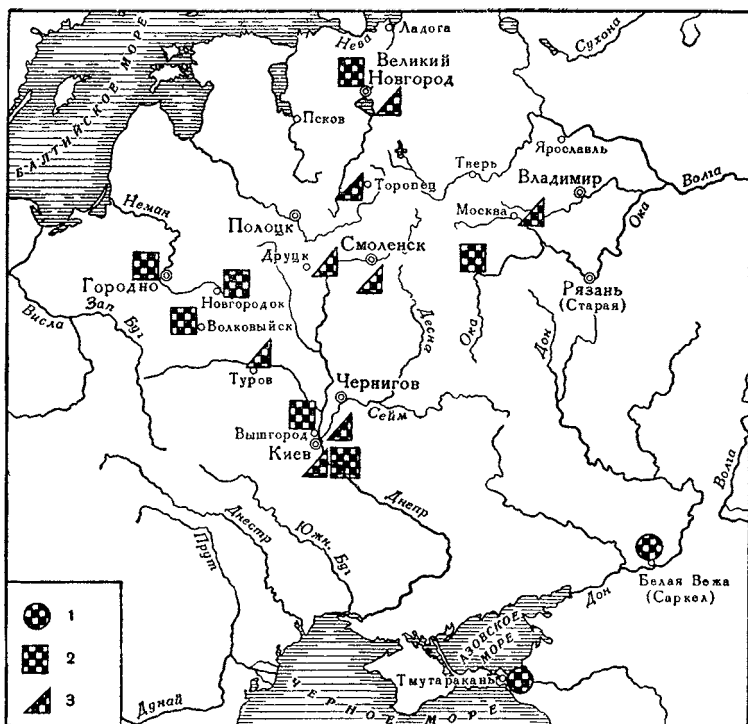 Нева
Ладога
Сухона
Великий
Новгород
БАЛТИЙСКОЕ МОРЕ
Псков
Тверь
Ярославль
Торопец
Владимир
Волга
Москва
Ока
Неман
Полоцк
Друцк
Смоленск
Городно
Новгородок
Рязань
(Старая)
Зап. Буг
Висла
Волковыйск
Десна
Ока
Дон
Туров
Чернигов
Сейм
Вышгород
Киев
Волга
Днепр
Днестр
Южн. Буг
Прут
Белая Вежа
(Саркел)
Дон
АЗОВСКОЕ
МОРЕ
Тмутаракань
Дунай
ЧЕРНОЕ МОРЕ
1
2
3